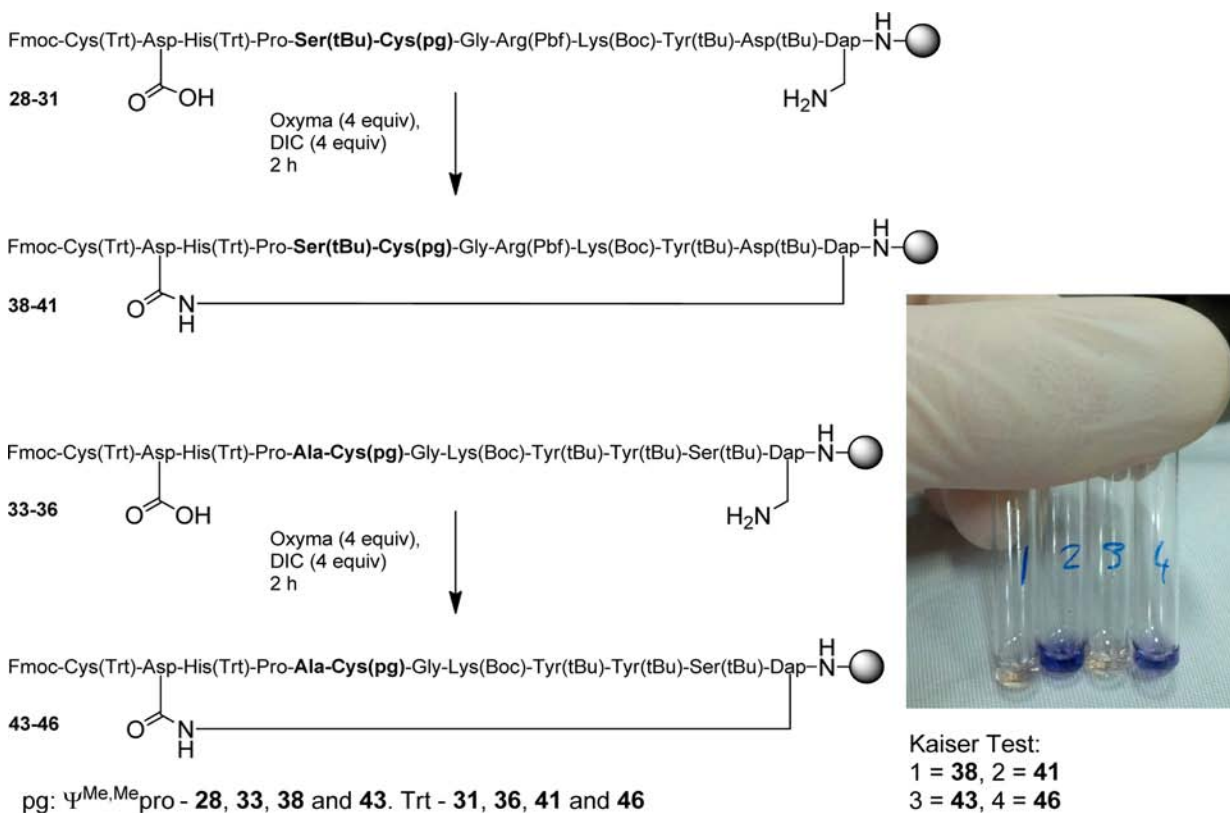 Fmoc-Cys(Trt)-Asp-His(Trt)-Pro-Ser(tBu)-Cys(pg)-Gly-Arg(Pbf)-Lys(Boc)-Tyr(tBu)-Asp(tBu)-Dap-N
H
O
OH
H₂N
28-31
Oxyma (4 equiv),
DIC (4 equiv)
2 h
Fmoc-Cys(Trt)-Asp-His(Trt)-Pro-Ser(tBu)-Cys(pg)-Gly-Arg(Pbf)-Lys(Boc)-Tyr(tBu)-Asp(tBu)-Dap-N
H
O
N
H
38-41
Fmoc-Cys(Trt)-Asp-His(Trt)-Pro-Ala-Cys(pg)-Gly-Lys(Boc)-Tyr(tBu)-Tyr(tBu)-Ser(tBu)-Dap-N
H
O
OH
H₂N
33-36
Oxyma (4 equiv),
DIC (4 equiv)
2 h
Fmoc-Cys(Trt)-Asp-His(Trt)-Pro-Ala-Cys(pg)-Gly-Lys(Boc)-Tyr(tBu)-Tyr(tBu)-Ser(tBu)-Dap-N
H
O
N
H
43-46
pg: Ψ^Me,Me pro - 28, 33, 38 and 43. Trt - 31, 36, 41 and 46
1 2 3 4
Kaiser Test:
1 = 38, 2 = 41
3 = 43, 4 = 46